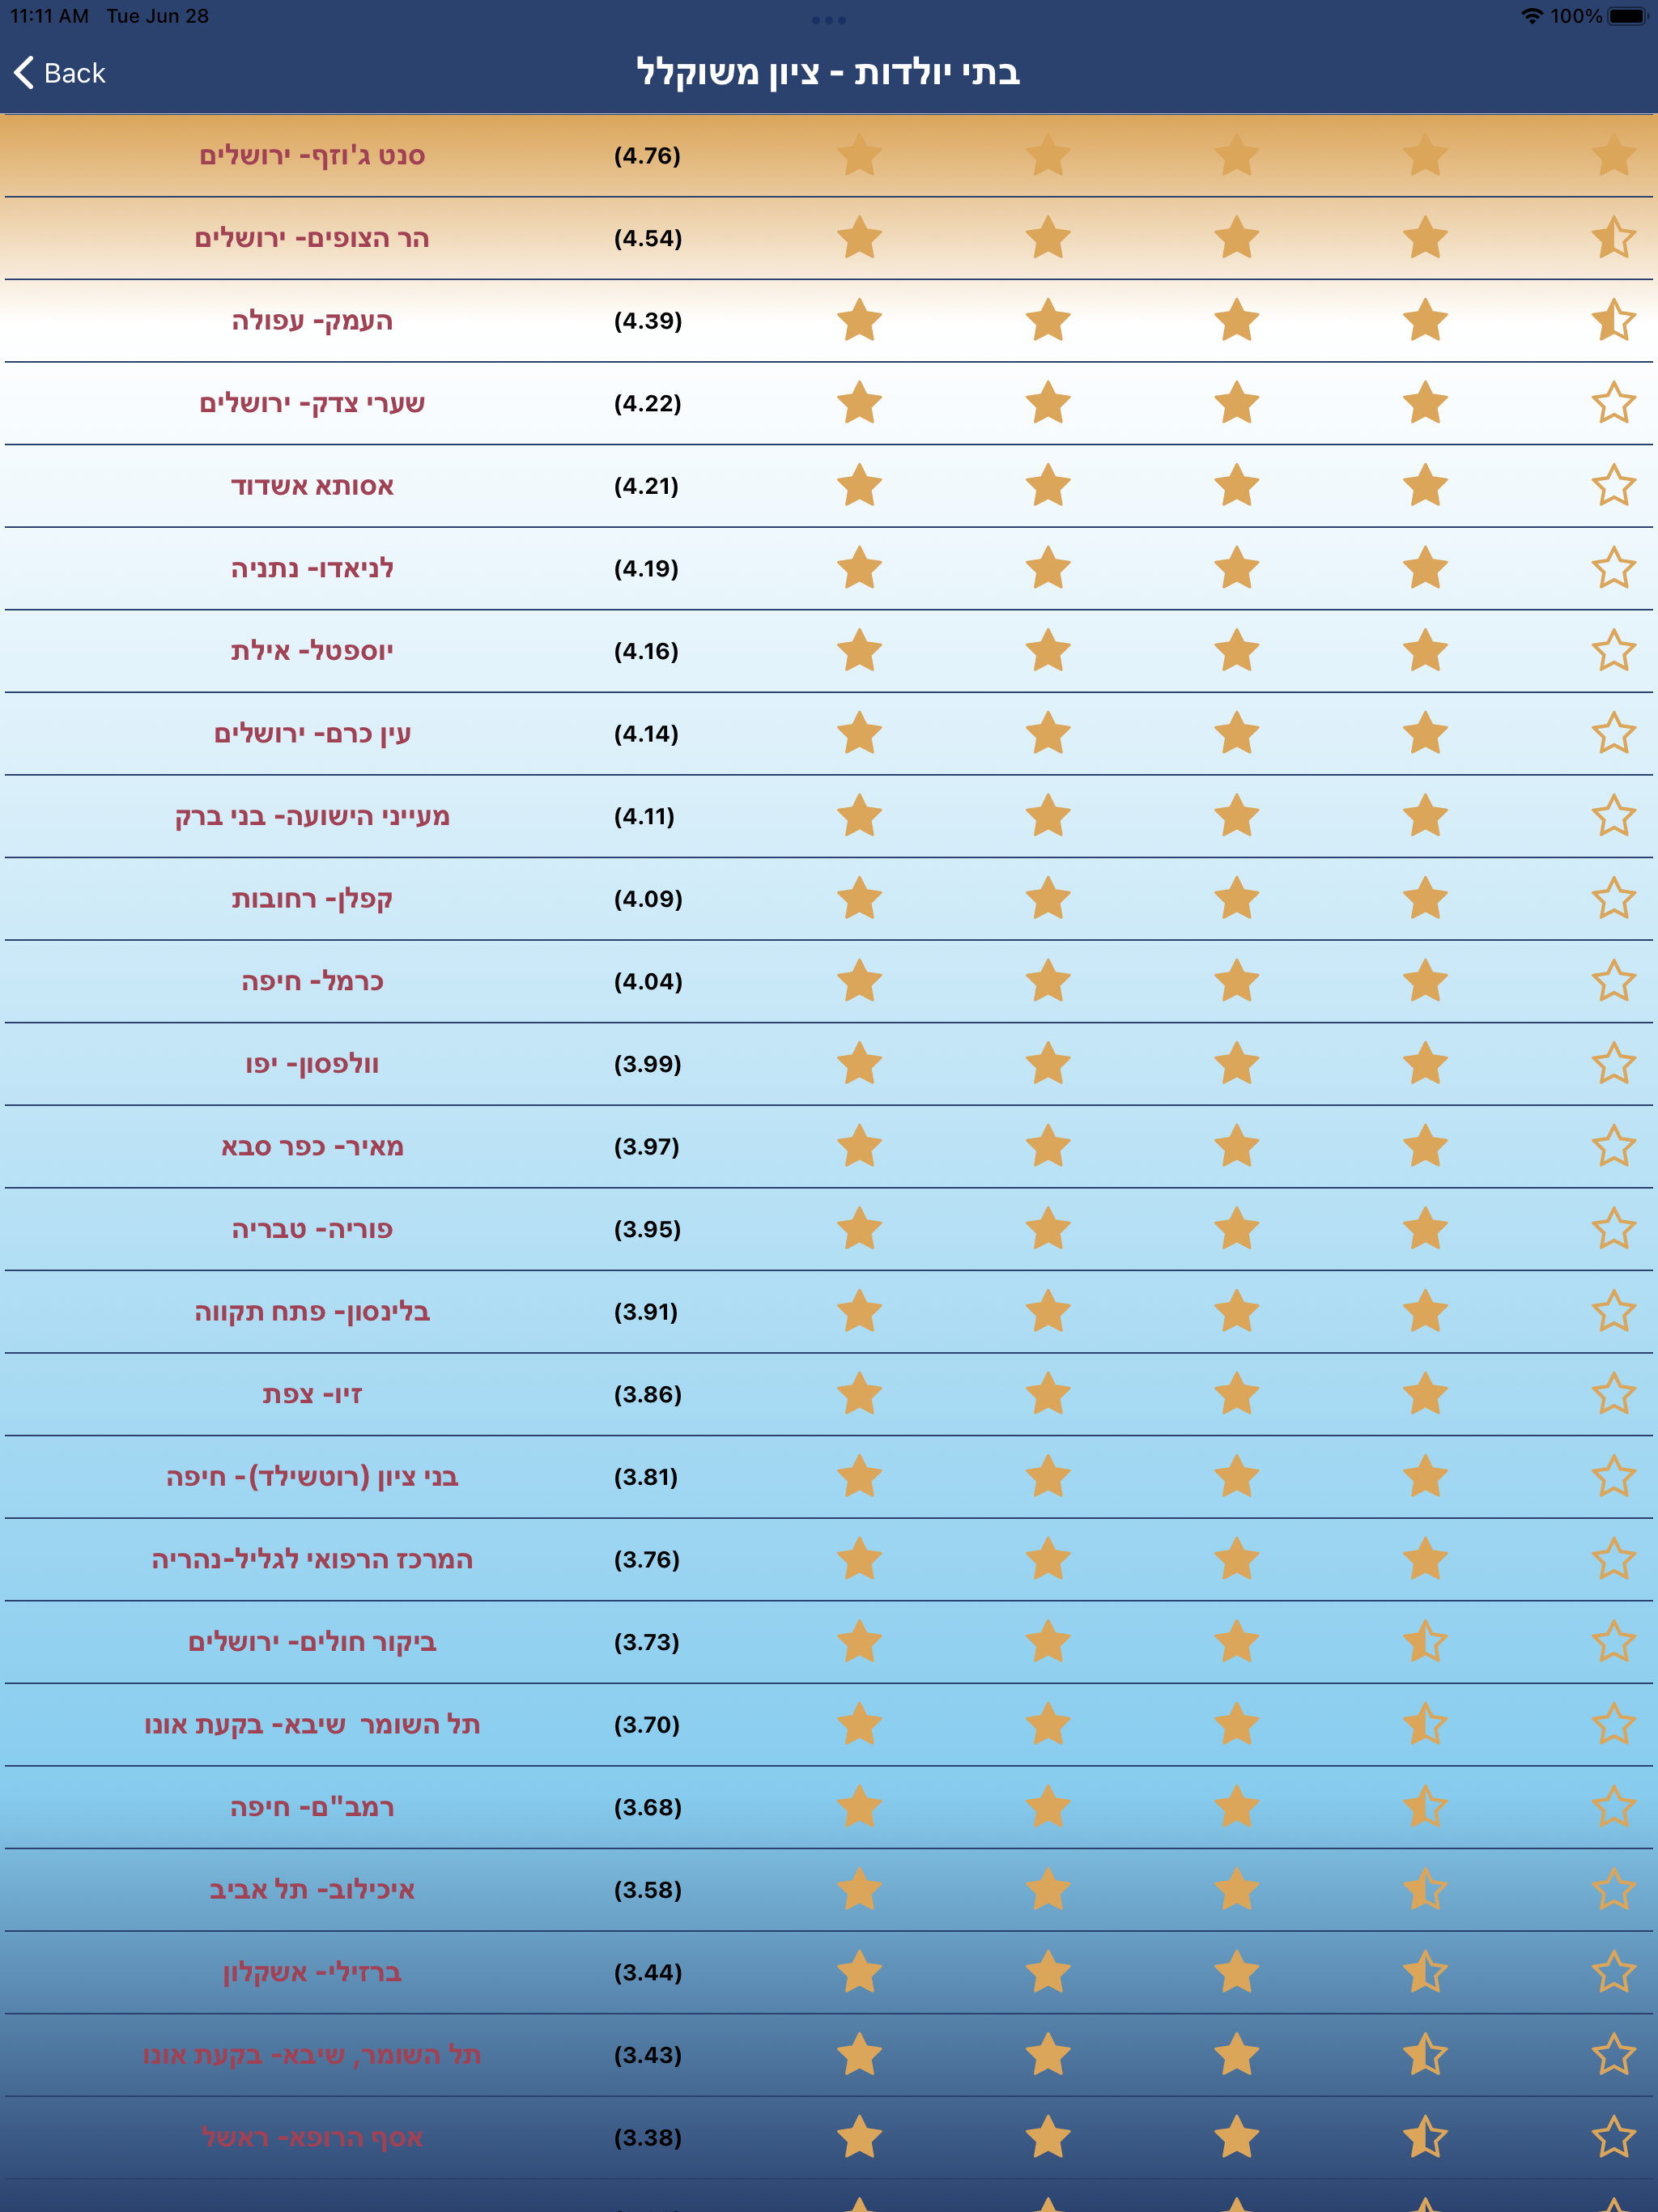 11:11 AM Tue Jun 28
100%
Back
בתי יולדות - ציון משוקלל
סנט ג'וזף- ירושלים (4.76)
הר הצופים- ירושלים (4.54)
העמק- עפולה (4.39)
שערי צדק- ירושלים (4.22)
אסותא אשדוד (4.21)
לניאדו- נתניה (4.19)
יוספטל- אילת (4.16)
עין כרם- ירושלים (4.14)
מעייני הישועה- בני ברק (4.11)
קפלן- רחובות (4.09)
כרמל- חיפה (4.04)
וולפסון- יפו (3.99)
מאיר- כפר סבא (3.97)
פוריה- טבריה (3.95)
בלינסון- פתח תקווה (3.91)
זיו- צפת (3.86)
בני ציון (רוטשילד)- חיפה (3.81)
המרכז הרפואי לגליל-נהריה (3.76)
ביקור חולים- ירושלים (3.73)
תל השומר  שיבא- בקעת אונו (3.70)
רמב"ם- חיפה (3.68)
איכילוב- תל אביב (3.58)
ברזילי- אשקלון (3.44)
תל השומר, שיבא- בקעת אונו (3.43)
אסף הרופא- ראשל (3.38)